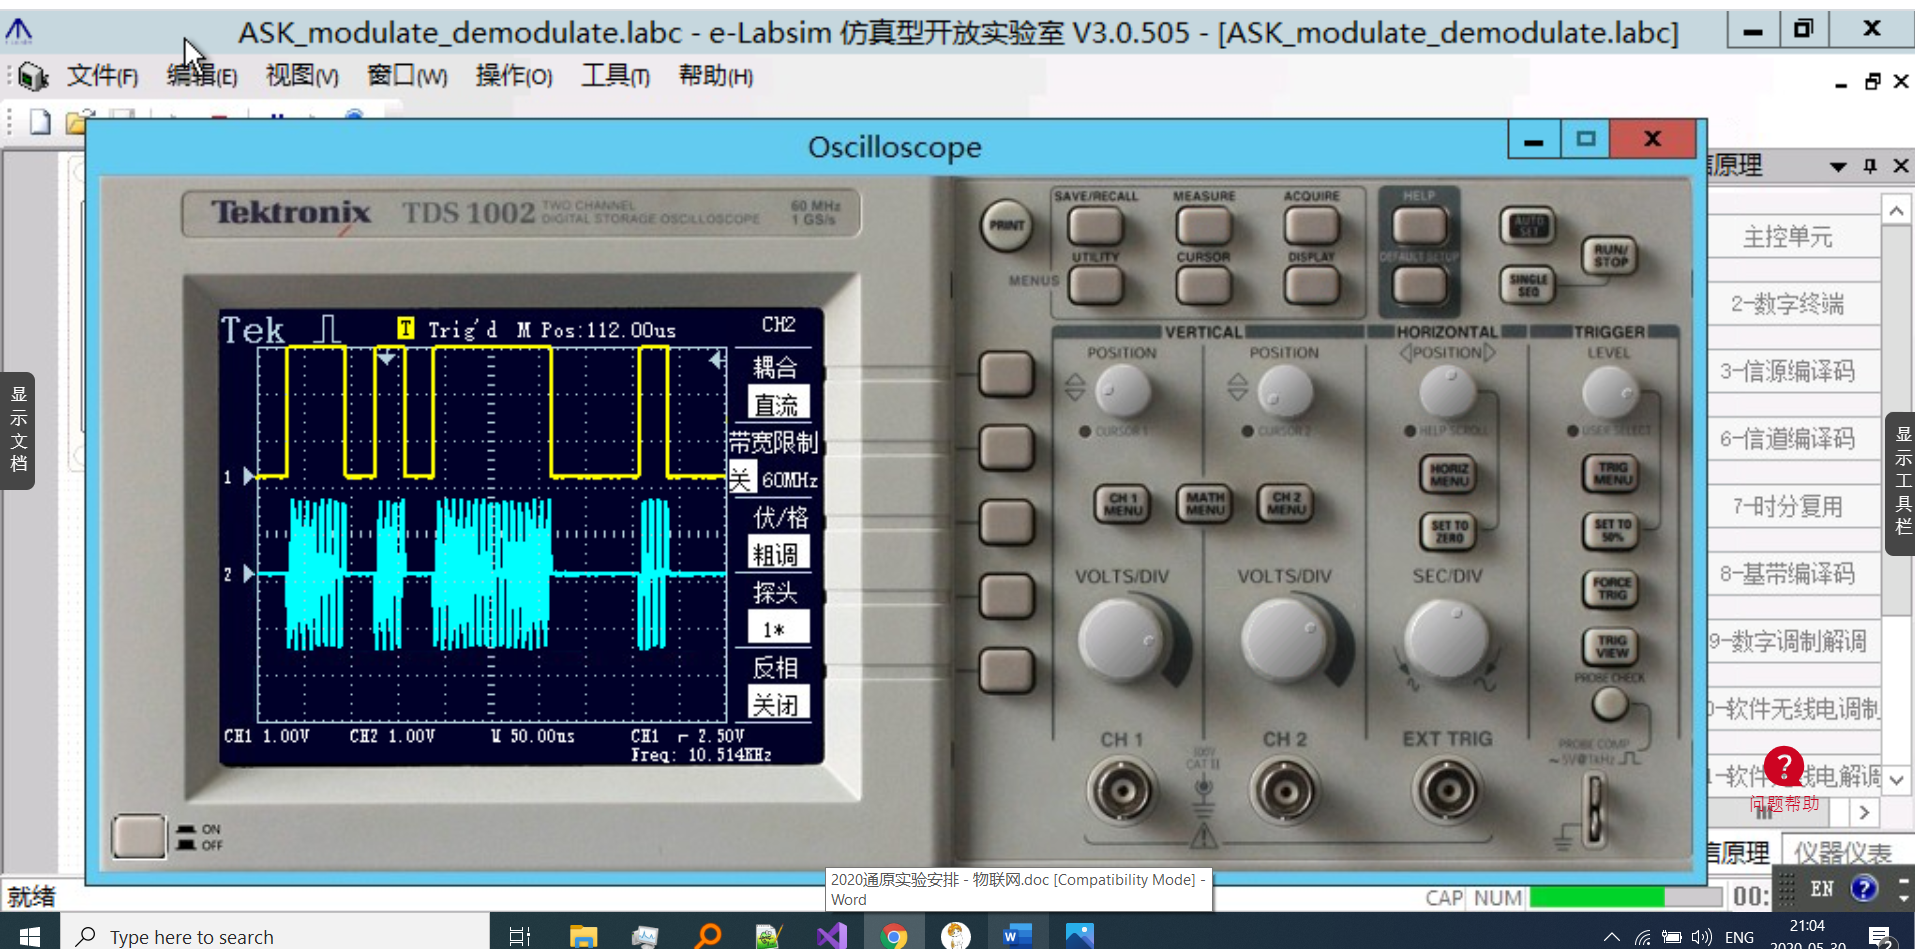 ASK_modulate_demodulate.labc - e-Labsim 仿真型开放实验室 V3.0.505 - [ASK_modulate_demodulate.labc]
文件(F) 编辑(E) 视图(V) 窗口(W) 操作(O) 工具(T) 帮助(H)
Oscilloscope
Tektronix TDS 1002 TWO CHANNEL DIGITAL STORAGE OSCILLOSCOPE 60 MHz 1 GS/s
PRINT
SAVE/RECALL MEASURE ACQUIRE HELP
AUTO SET
RUN/STOP
MENUS
UTILITY CURSOR DISPLAY DEFAULT SETUP
SINGLE SEQ
Tek T Trig'd M Pos:112.00us CH2
耦合
直流
带宽限制
关 60MHz
伏/格
粗调
探头
1*
反相
关闭
1
2
CH1 1.00V CH2 1.00V M 50.00us CH1 2.50V
Freq: 10.514KHz
VERTICAL HORIZONTAL TRIGGER
POSITION POSITION POSITION LEVEL
CURSOR 1 CURSOR 2 HELP SCROLL USER SELECT
CH 1 MENU MATH MENU CH 2 MENU HORIZ MENU TRIG MENU
SET TO ZERO SET TO 50%
VOLTS/DIV VOLTS/DIV SEC/DIV FORCE TRIG
TRIG VIEW
PROBE CHECK
CH 1 CH 2 EXT TRIG
300V CAT II
PROBE COMP
~5V@1kHz
ON
OFF
显示文档
显示工具栏
原理
主控单元
2-数字终端
3-信源编译码
6-信道编译码
7-时分复用
8-基带编译码
9-数字调制解调
0-软件无线电调制
1-软件无线电解调
问题帮助
原理 仪器仪表
2020通原实验安排 - 物联网.doc [Compatibility Mode] -
Word
就绪 CAP NUM 00: EN
Type here to search
ENG
21:04
2020-05-30
2